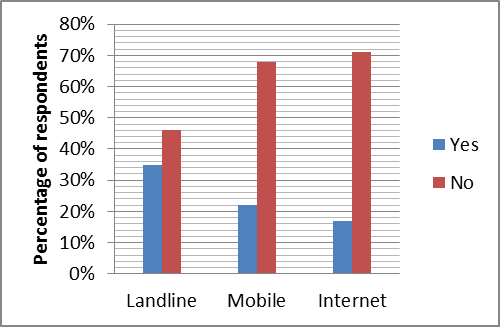 80%
70%
60%
50%
40%
30%
20%
10%
0%
Percentage of respondents
Landline Mobile Internet
Yes
No